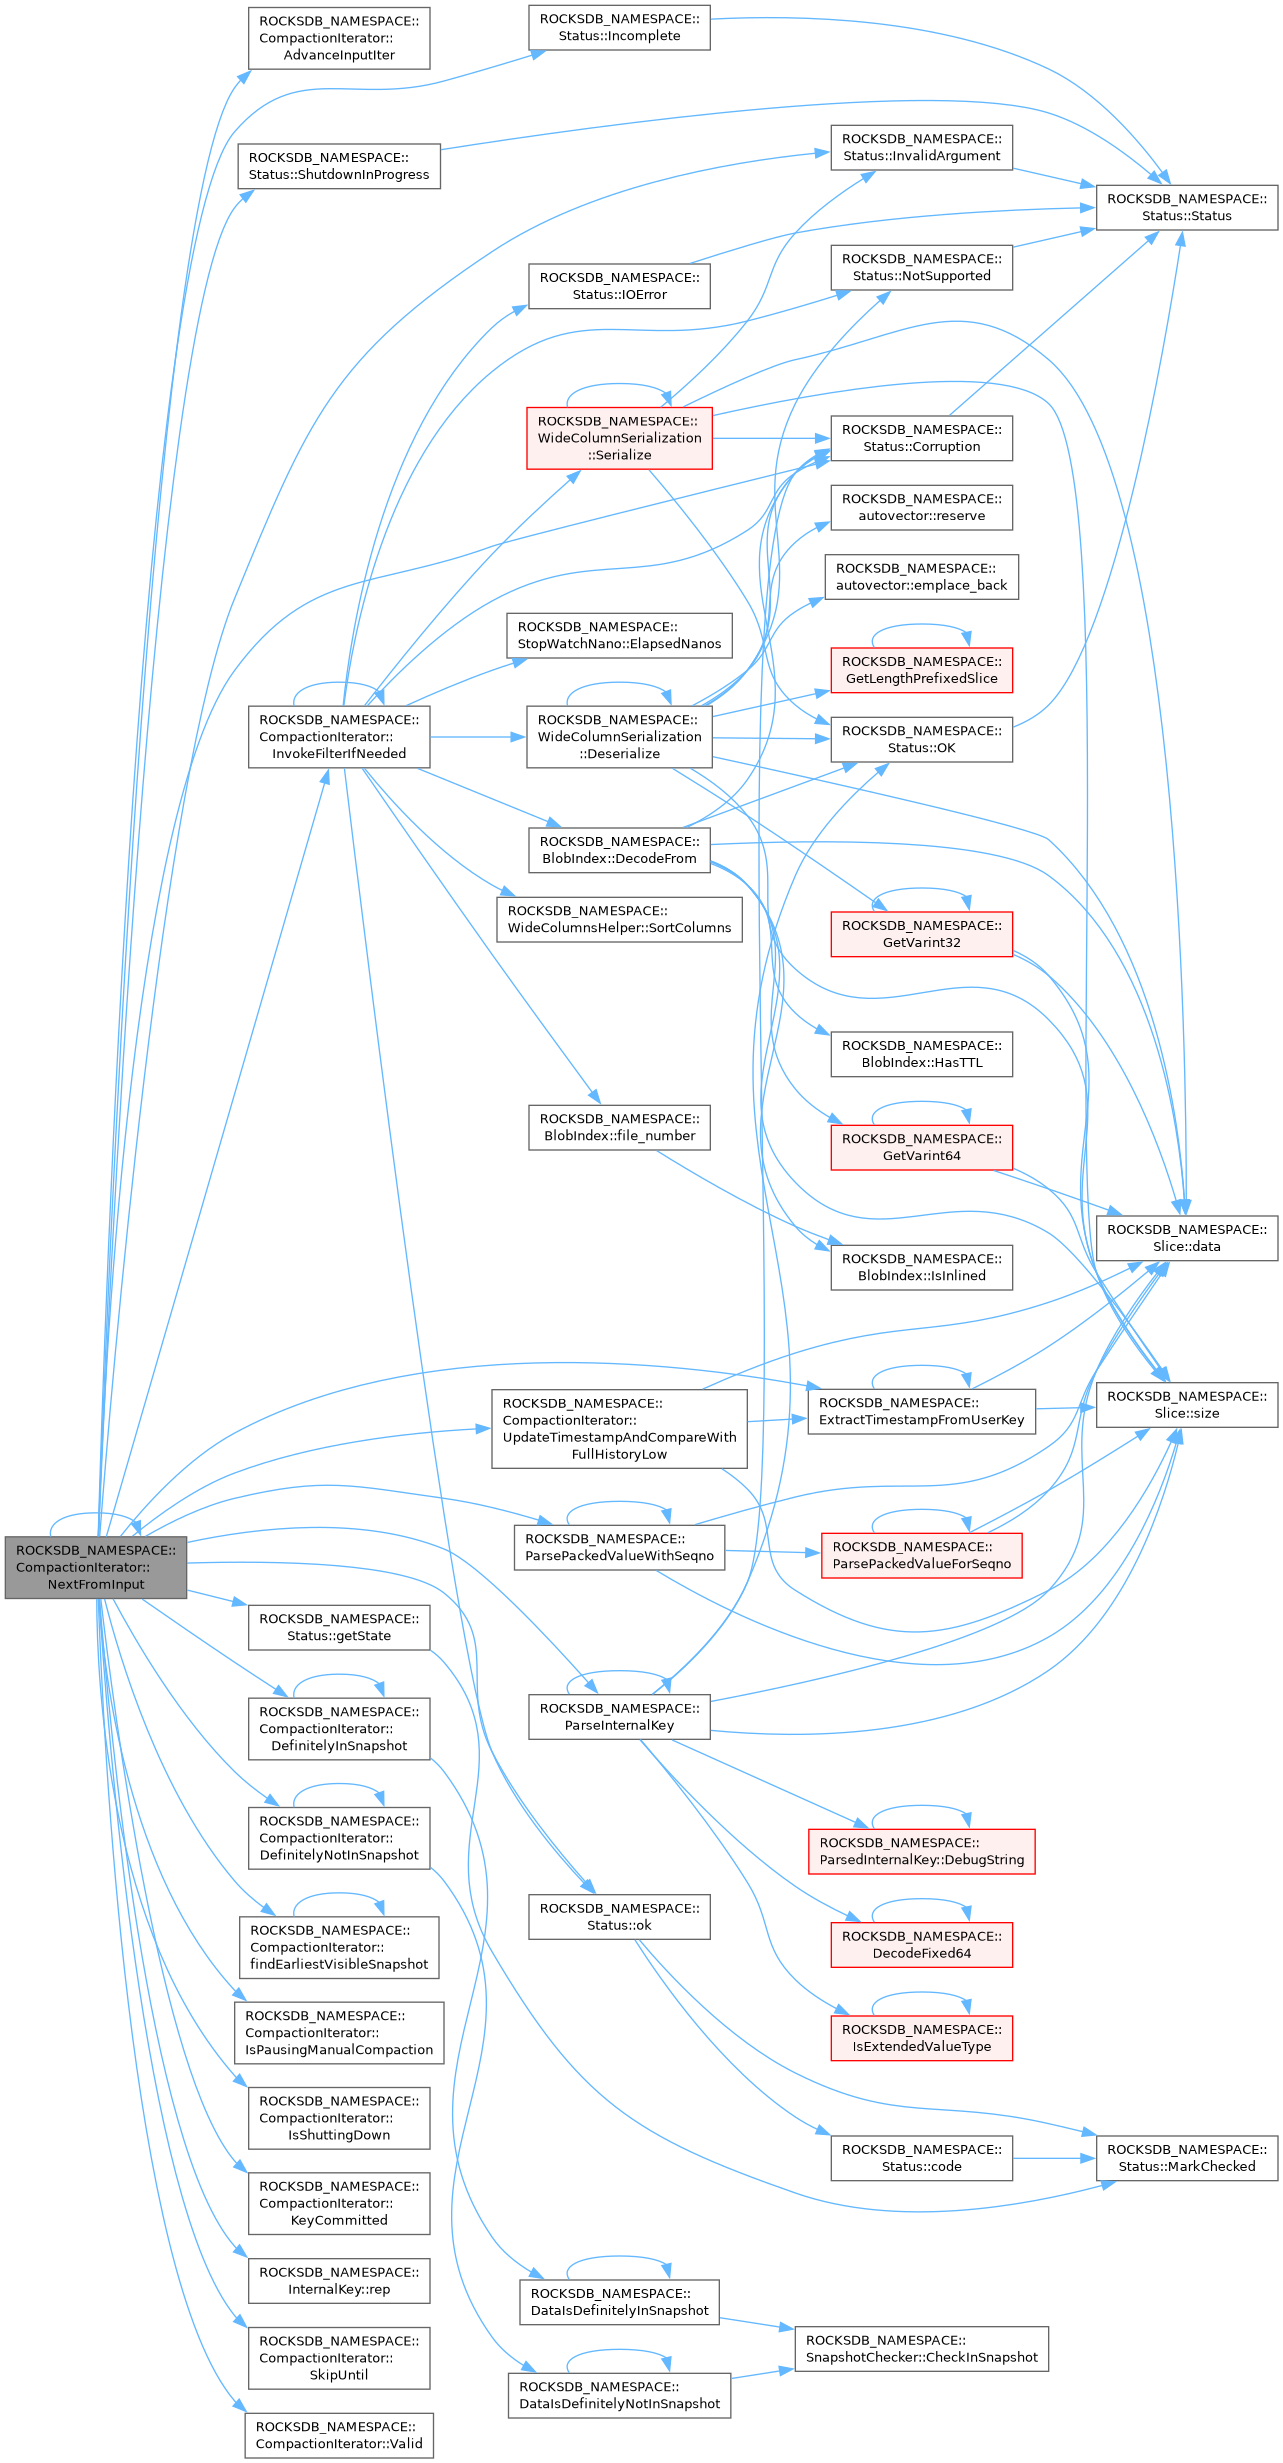 ROCKSDB_NAMESPACE::
CompactionIterator::
NextFromInput
ROCKSDB_NAMESPACE::
CompactionIterator::
AdvanceInputIter
ROCKSDB_NAMESPACE::
Status::ShutdownInProgress
ROCKSDB_NAMESPACE::
CompactionIterator::
InvokeFilterIfNeeded
ROCKSDB_NAMESPACE::
Status::getState
ROCKSDB_NAMESPACE::
CompactionIterator::
DefinitelyInSnapshot
ROCKSDB_NAMESPACE::
CompactionIterator::
DefinitelyNotInSnapshot
ROCKSDB_NAMESPACE::
CompactionIterator::
findEarliestVisibleSnapshot
ROCKSDB_NAMESPACE::
CompactionIterator::
IsPausingManualCompaction
ROCKSDB_NAMESPACE::
CompactionIterator::
IsShuttingDown
ROCKSDB_NAMESPACE::
CompactionIterator::
KeyCommitted
ROCKSDB_NAMESPACE::
InternalKey::rep
ROCKSDB_NAMESPACE::
CompactionIterator::
SkipUntil
ROCKSDB_NAMESPACE::
CompactionIterator::Valid
ROCKSDB_NAMESPACE::
Status::Incomplete
ROCKSDB_NAMESPACE::
Status::IOError
ROCKSDB_NAMESPACE::
WideColumnSerialization
::Serialize
ROCKSDB_NAMESPACE::
StopWatchNano::ElapsedNanos
ROCKSDB_NAMESPACE::
WideColumnSerialization
::Deserialize
ROCKSDB_NAMESPACE::
BlobIndex::DecodeFrom
ROCKSDB_NAMESPACE::
WideColumnsHelper::SortColumns
ROCKSDB_NAMESPACE::
BlobIndex::file_number
ROCKSDB_NAMESPACE::
CompactionIterator::
UpdateTimestampAndCompareWith
FullHistoryLow
ROCKSDB_NAMESPACE::
ParsePackedValueWithSeqno
ROCKSDB_NAMESPACE::
ParseInternalKey
ROCKSDB_NAMESPACE::
Status::ok
ROCKSDB_NAMESPACE::
DataIsDefinitelyInSnapshot
ROCKSDB_NAMESPACE::
DataIsDefinitelyNotInSnapshot
ROCKSDB_NAMESPACE::
Status::InvalidArgument
ROCKSDB_NAMESPACE::
Status::NotSupported
ROCKSDB_NAMESPACE::
Status::Corruption
ROCKSDB_NAMESPACE::
autovector::reserve
ROCKSDB_NAMESPACE::
autovector::emplace_back
ROCKSDB_NAMESPACE::
GetLengthPrefixedSlice
ROCKSDB_NAMESPACE::
Status::OK
ROCKSDB_NAMESPACE::
GetVarint32
ROCKSDB_NAMESPACE::
BlobIndex::HasTTL
ROCKSDB_NAMESPACE::
GetVarint64
ROCKSDB_NAMESPACE::
BlobIndex::IsInlined
ROCKSDB_NAMESPACE::
ExtractTimestampFromUserKey
ROCKSDB_NAMESPACE::
ParsePackedValueForSeqno
ROCKSDB_NAMESPACE::
ParsedInternalKey::DebugString
ROCKSDB_NAMESPACE::
DecodeFixed64
ROCKSDB_NAMESPACE::
IsExtendedValueType
ROCKSDB_NAMESPACE::
Status::code
ROCKSDB_NAMESPACE::
SnapshotChecker::CheckInSnapshot
ROCKSDB_NAMESPACE::
Status::Status
ROCKSDB_NAMESPACE::
Slice::data
ROCKSDB_NAMESPACE::
Slice::size
ROCKSDB_NAMESPACE::
Status::MarkChecked